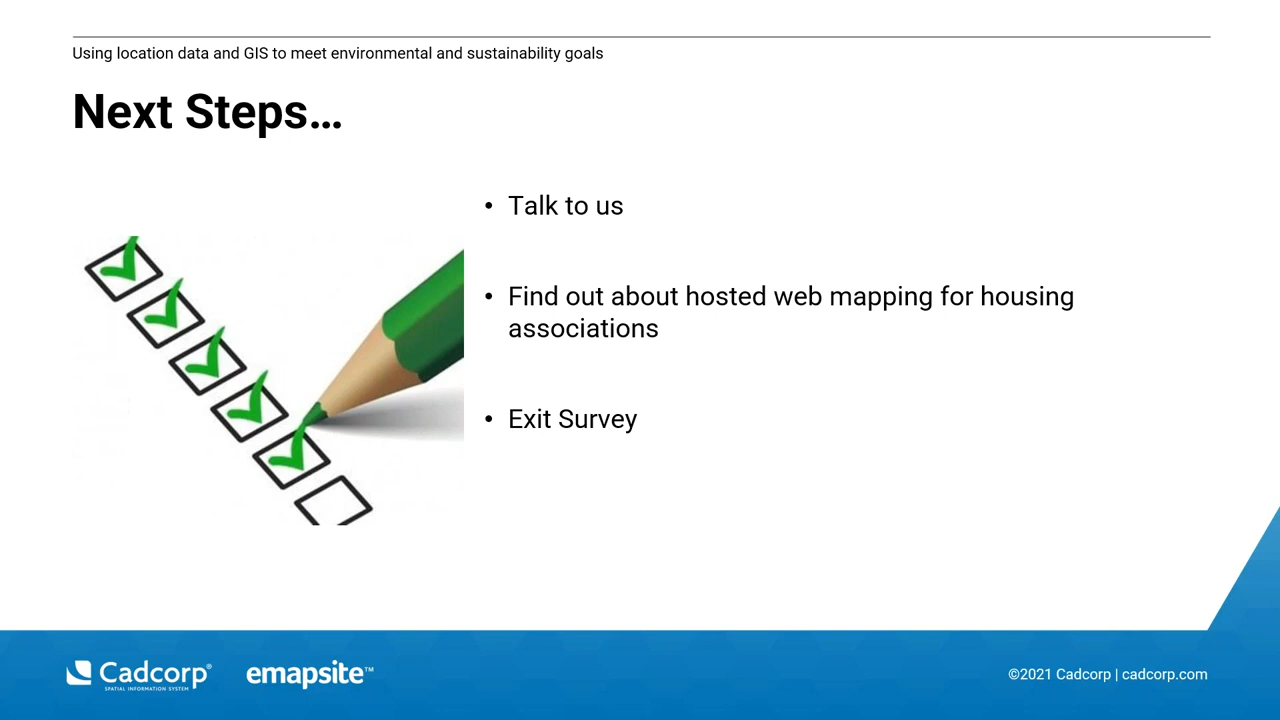 Using location data and GIS to meet environmental and sustainability goals
Next Steps...
• Talk to us
• Find out about hosted web mapping for housing
associations
• Exit Survey
Cadcorp®
SPATIAL INFORMATION SYSTEM
emapsite™
©2021 Cadcorp | cadcorp.com